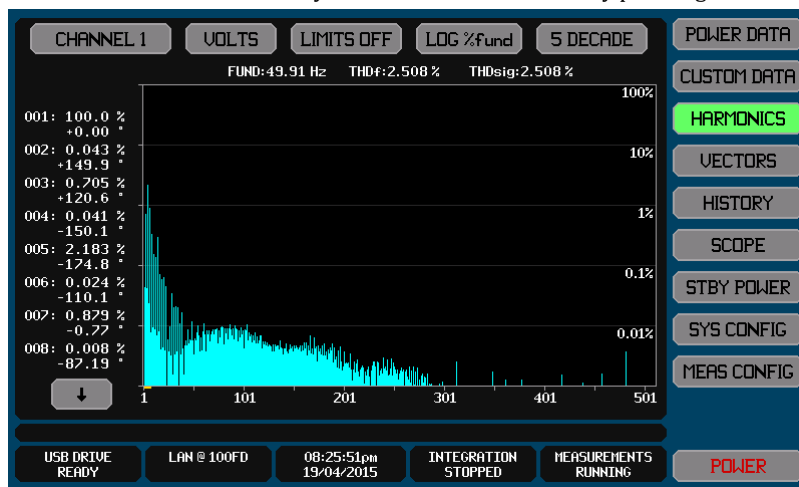 CHANNEL 1 VOLTS LIMITS OFF LOG %fund 5 DECADE
FUND:49.91 Hz THDf:2.508 % THDsig:2.508 %
001: 100.0 %
+0.00 °
002: 0.043 %
+149.9 °
003: 0.705 %
+120.6 °
004: 0.041 %
-150.1 °
005: 2.183 %
-174.8 °
006: 0.024 %
-110.1 °
007: 0.879 %
-0.77 °
008: 0.008 %
-87.19 °
↓
100%
10%
1%
0.1%
0.01%
1 101 201 301 401 501
POWER DATA
CUSTOM DATA
HARMONICS
VECTORS
HISTORY
SCOPE
STBY POWER
SYS CONFIG
MEAS CONFIG
USB DRIVE
READY
LAN @ 100FD
08:25:51pm
19/04/2015
INTEGRATION
STOPPED
MEASUREMENTS
RUNNING
POWER